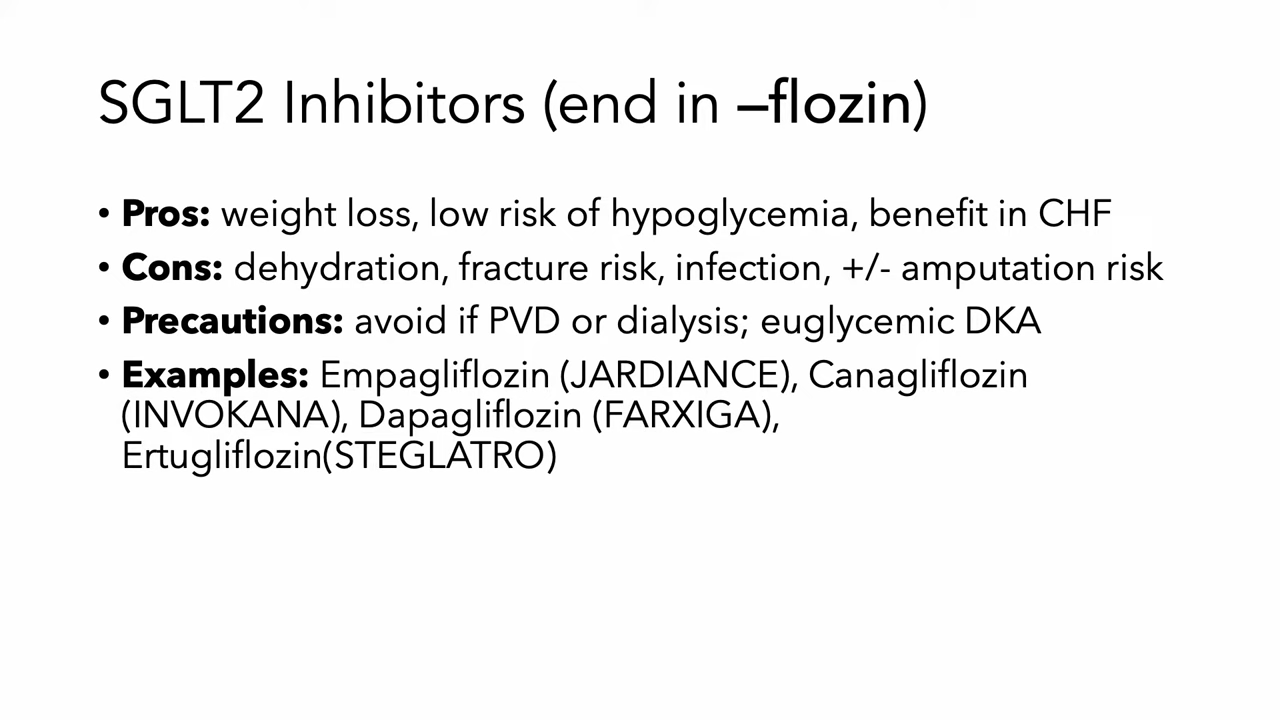 SGLT2 Inhibitors (end in –flozin)
• Pros: weight loss, low risk of hypoglycemia, benefit in CHF
• Cons: dehydration, fracture risk, infection, +/- amputation risk
• Precautions: avoid if PVD or dialysis; euglycemic DKA
• Examples: Empagliflozin (JARDIANCE), Canagliflozin
(INVOKANA), Dapagliflozin (FARXIGA),
Ertugliflozin(STEGLATRO)